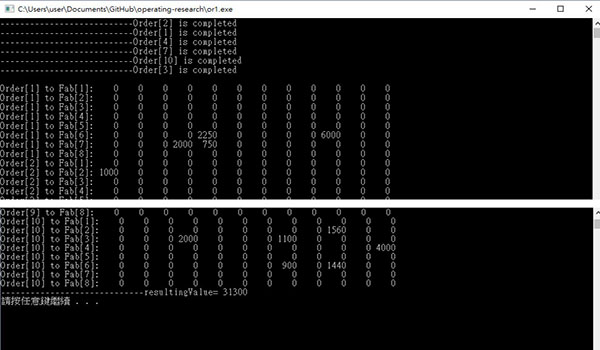 C:\Users\user\Documents\GitHub\operating-research\or1.exe
----------------------------Order[2] is completed
----------------------------Order[1] is completed
----------------------------Order[4] is completed
----------------------------Order[7] is completed
----------------------------Order[10] is completed
----------------------------Order[3] is completed
Order[1] to Fab[1]: 0 0 0 0 0 0 0 0 0 0 0 0
Order[1] to Fab[2]: 0 0 0 0 0 0 0 0 0 0 0 0
Order[1] to Fab[3]: 0 0 0 0 0 0 0 0 0 0 0 0
Order[1] to Fab[4]: 0 0 0 0 0 0 0 0 0 0 0 0
Order[1] to Fab[5]: 0 0 0 0 0 0 0 0 0 0 0 0
Order[1] to Fab[6]: 0 0 0 0 2250 0 0 0 0 6000 0 0
Order[1] to Fab[7]: 0 0 0 2000 750 0 0 0 0 0 0 0
Order[1] to Fab[8]: 0 0 0 0 0 0 0 0 0 0 0 0
Order[2] to Fab[1]: 0 0 0 0 0 0 0 0 0 0 0 0
Order[2] to Fab[2]: 1000 0 0 0 0 0 0 0 0 0 0 0
Order[2] to Fab[3]: 0 0 0 0 0 0 0 0 0 0 0 0
Order[2] to Fab[4]: 0 0 0 0 0 0 0 0 0 0 0 0
Order[9] to Fab[8]: 0 0 0 0 0 0 0 0 0 0 0 0
Order[10] to Fab[1]: 0 0 0 0 0 0 0 0 0 0 0 0
Order[10] to Fab[2]: 0 0 0 0 0 0 0 0 0 1560 0 0
Order[10] to Fab[3]: 0 0 0 2000 0 0 0 1100 0 0 0 0
Order[10] to Fab[4]: 0 0 0 0 0 0 0 0 0 0 0 4000
Order[10] to Fab[5]: 0 0 0 0 0 0 0 0 0 0 0 0
Order[10] to Fab[6]: 0 0 0 0 0 0 0 900 0 1440 0 0
Order[10] to Fab[7]: 0 0 0 0 0 0 0 0 0 0 0 0
Order[10] to Fab[8]: 0 0 0 0 0 0 0 0 0 0 0 0
------------------------------resultingValue= 31300
請按任意鍵繼續 . . .